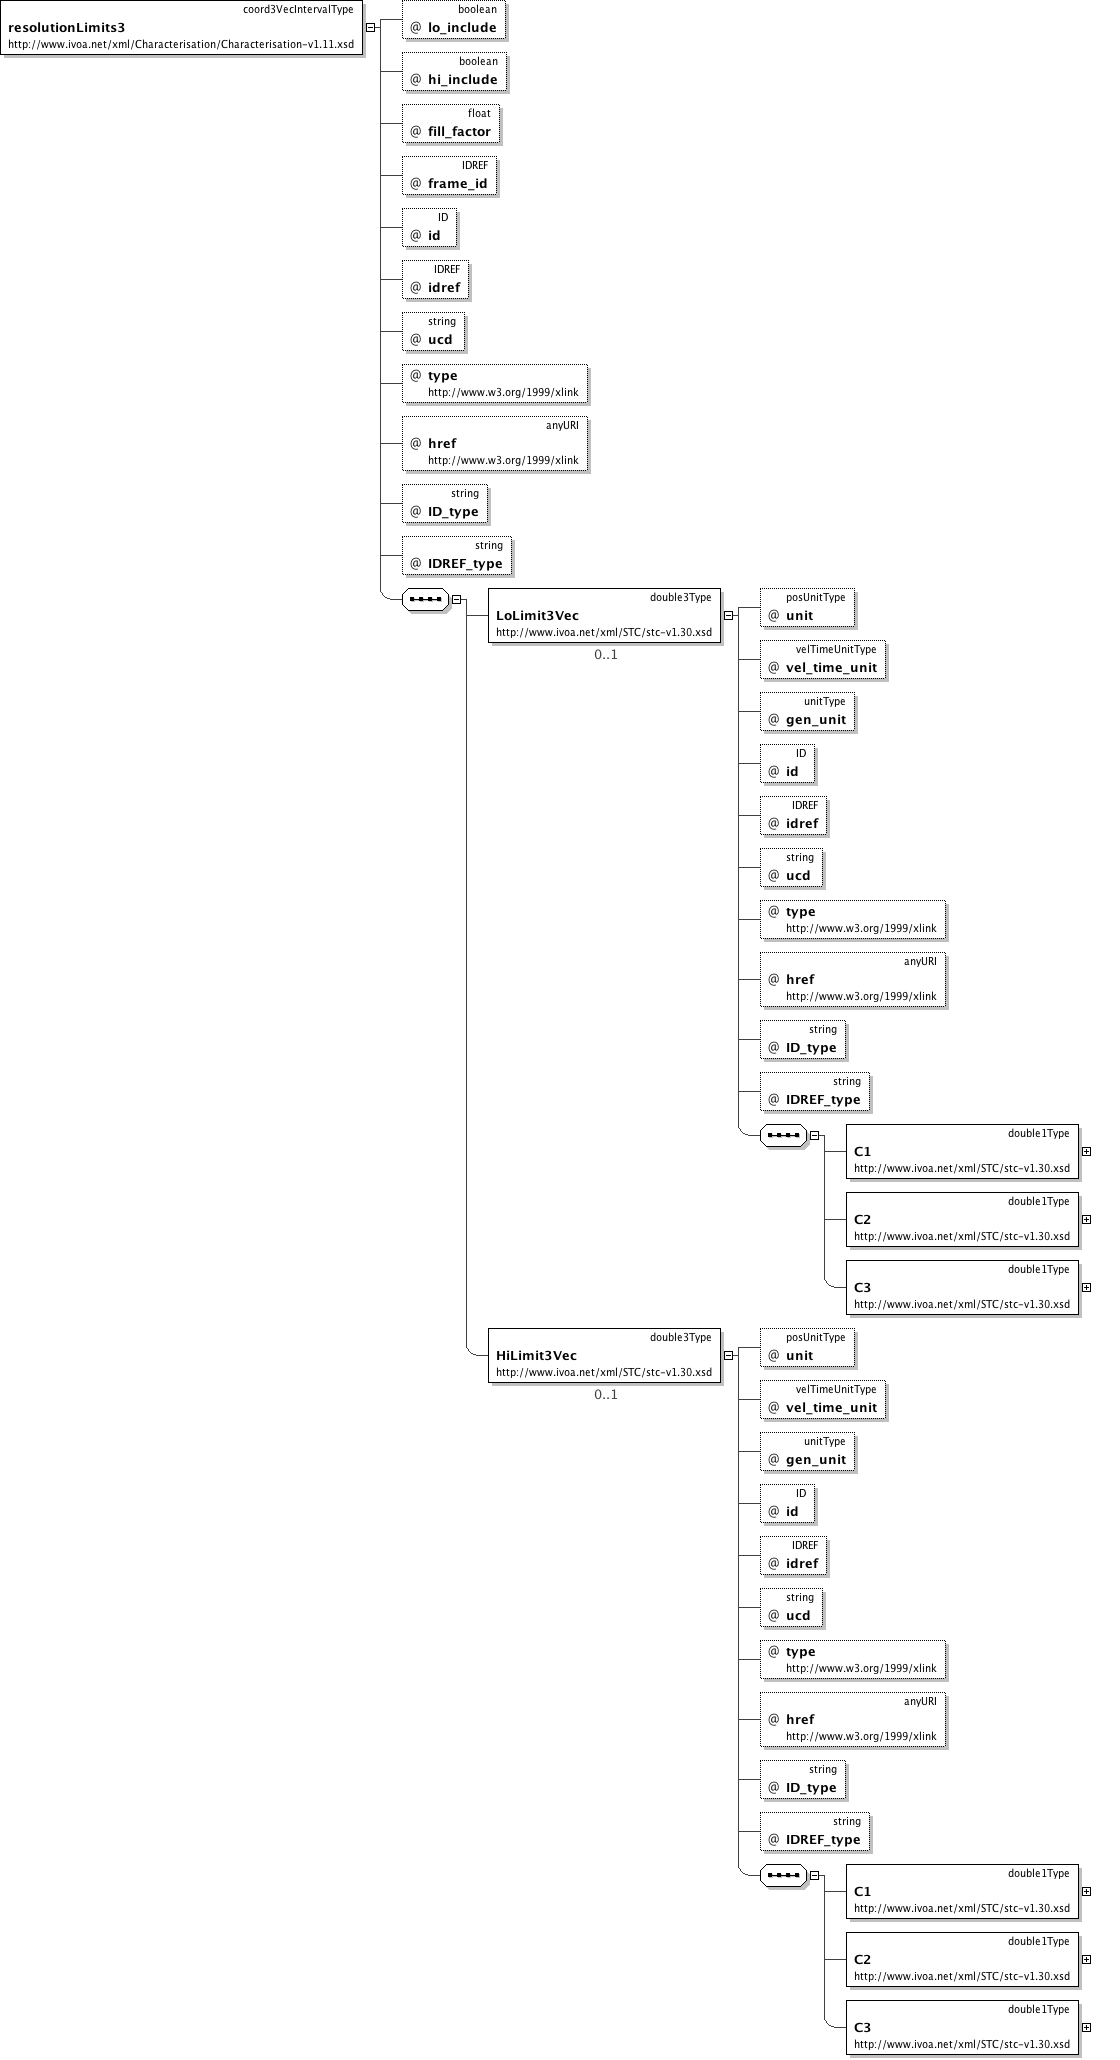 coord3VecIntervalType
resolutionLimits3
http://www.ivoa.net/xml/Characterisation/Characterisation-v1.11.xsd
boolean
@ lo_include
boolean
@ hi_include
float
@ fill_factor
IDREF
@ frame_id
ID
@ id
IDREF
@ idref
string
@ ucd
@ type
http://www.w3.org/1999/xlink
anyURI
@ href
http://www.w3.org/1999/xlink
string
@ ID_type
string
@ IDREF_type
double3Type
LoLimit3Vec
http://www.ivoa.net/xml/STC/stc-v1.30.xsd
0..1
posUnitType
@ unit
velTimeUnitType
@ vel_time_unit
unitType
@ gen_unit
ID
@ id
IDREF
@ idref
string
@ ucd
@ type
http://www.w3.org/1999/xlink
anyURI
@ href
http://www.w3.org/1999/xlink
string
@ ID_type
string
@ IDREF_type
double1Type
C1
http://www.ivoa.net/xml/STC/stc-v1.30.xsd
double1Type
C2
http://www.ivoa.net/xml/STC/stc-v1.30.xsd
double1Type
C3
http://www.ivoa.net/xml/STC/stc-v1.30.xsd
double3Type
HiLimit3Vec
http://www.ivoa.net/xml/STC/stc-v1.30.xsd
0..1
posUnitType
@ unit
velTimeUnitType
@ vel_time_unit
unitType
@ gen_unit
ID
@ id
IDREF
@ idref
string
@ ucd
@ type
http://www.w3.org/1999/xlink
anyURI
@ href
http://www.w3.org/1999/xlink
string
@ ID_type
string
@ IDREF_type
double1Type
C1
http://www.ivoa.net/xml/STC/stc-v1.30.xsd
double1Type
C2
http://www.ivoa.net/xml/STC/stc-v1.30.xsd
double1Type
C3
http://www.ivoa.net/xml/STC/stc-v1.30.xsd